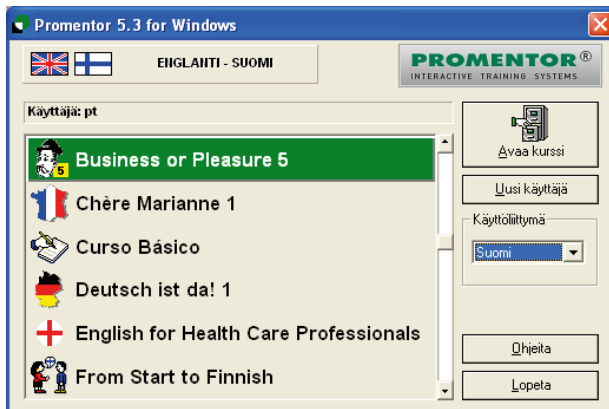 Promentor 5.3 for Windows
ENGLANTI - SUOMI
PROMENTOR®
INTERACTIVE TRAINING SYSTEMS
Käyttäjä: pt
5
Business or Pleasure 5
Chère Marianne 1
Curso Básico
Deutsch ist da! 1
English for Health Care Professionals
From Start to Finnish
Avaa kurssi
Uusi käyttäjä
Käyttöliittymä
Suomi
Ohjeita
Lopeta